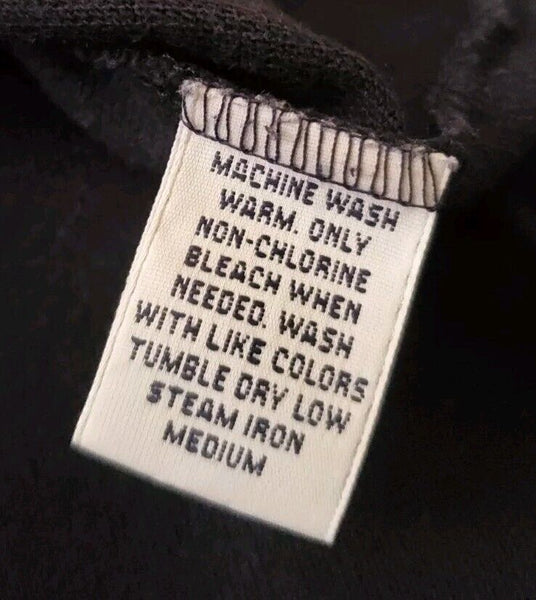 MACHINE WASH
WARM. ONLY
NON-CHLORINE
BLEACH WHEN
NEEDED. WASH
WITH LIKE COLORS
TUMBLE DRY LOW
STEAM IRON
MEDIUM